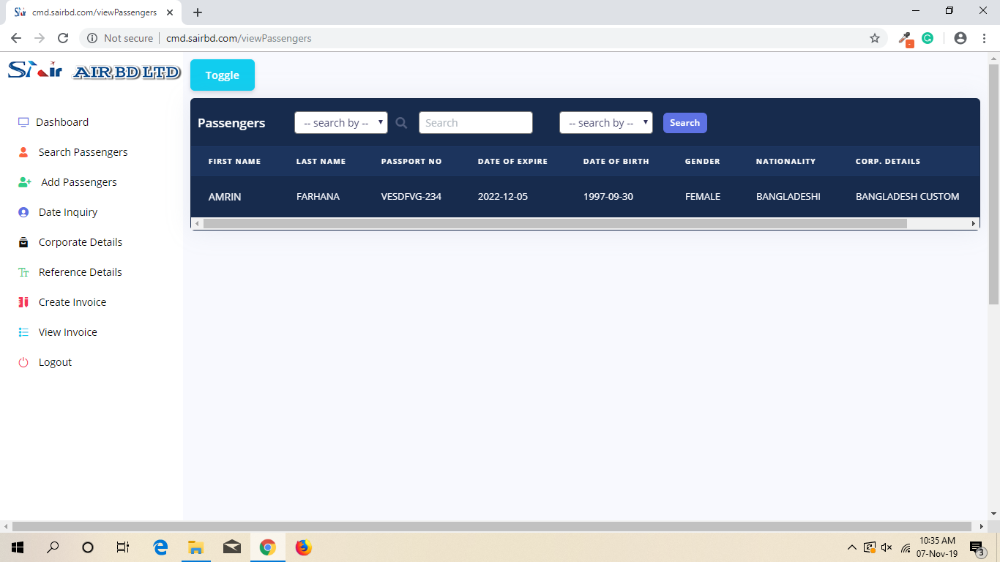 cmd.sairbd.com/viewPassengers
Not secure cmd.sairbd.com/viewPassengers
AIR BD LTD
Toggle
Dashboard
Search Passengers
Add Passengers
Date Inquiry
Corporate Details
Reference Details
Create Invoice
View Invoice
Logout
Passengers -- search by -- Search -- search by -- Search
FIRST NAME LAST NAME PASSPORT NO DATE OF EXPIRE DATE OF BIRTH GENDER NATIONALITY CORP. DETAILS
AMRIN FARHANA VESDFVG-234 2022-12-05 1997-09-30 FEMALE BANGLADESHI BANGLADESH CUSTOM
10:35 AM
07-Nov-19
3